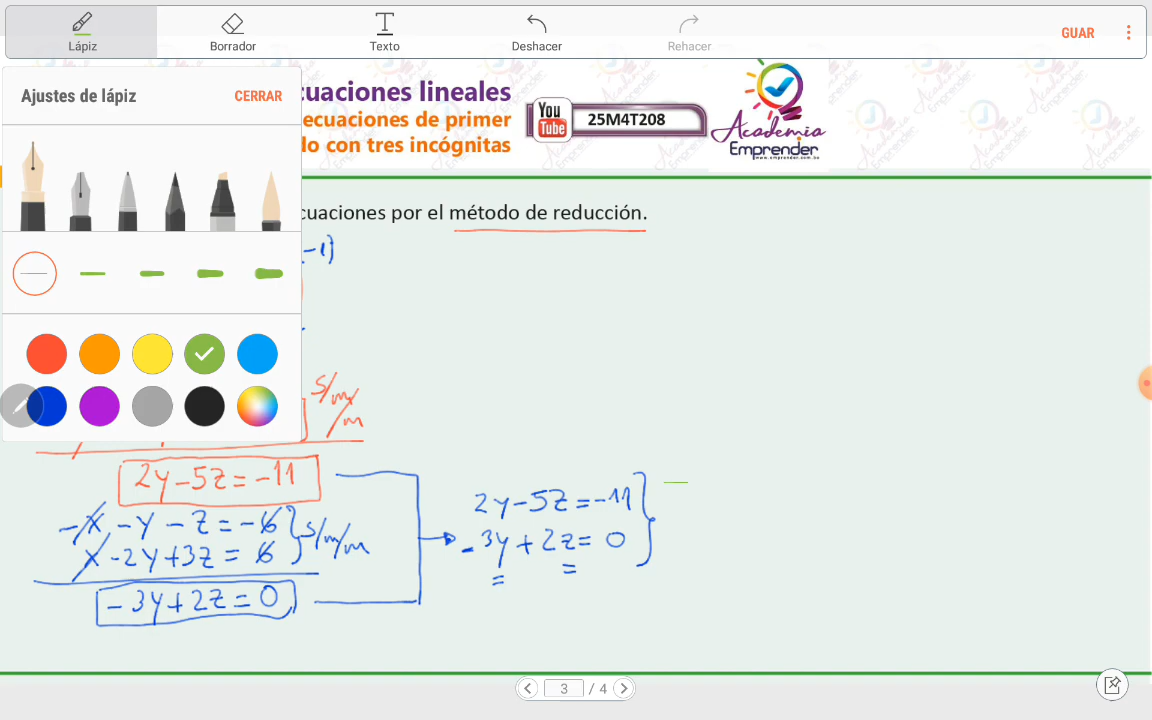 Lápiz
Borrador
Texto
Deshacer
Rehacer
GUAR
Ajustes de lápiz
CERRAR
cuaciones lineales
ecuaciones de primer
do con tres incógnitas
You
Tube
25M4T208
Academia
Emprender
www.emprender.com.bo
cuaciones por el método de reducción.
-1)
S/m/
/m
2y-5z=-11
-x-y-z=-6
x-2y+3z=6
S/m/m
-3y+2z=0
2y-5z=-11
-3y+2z=0
3 / 4